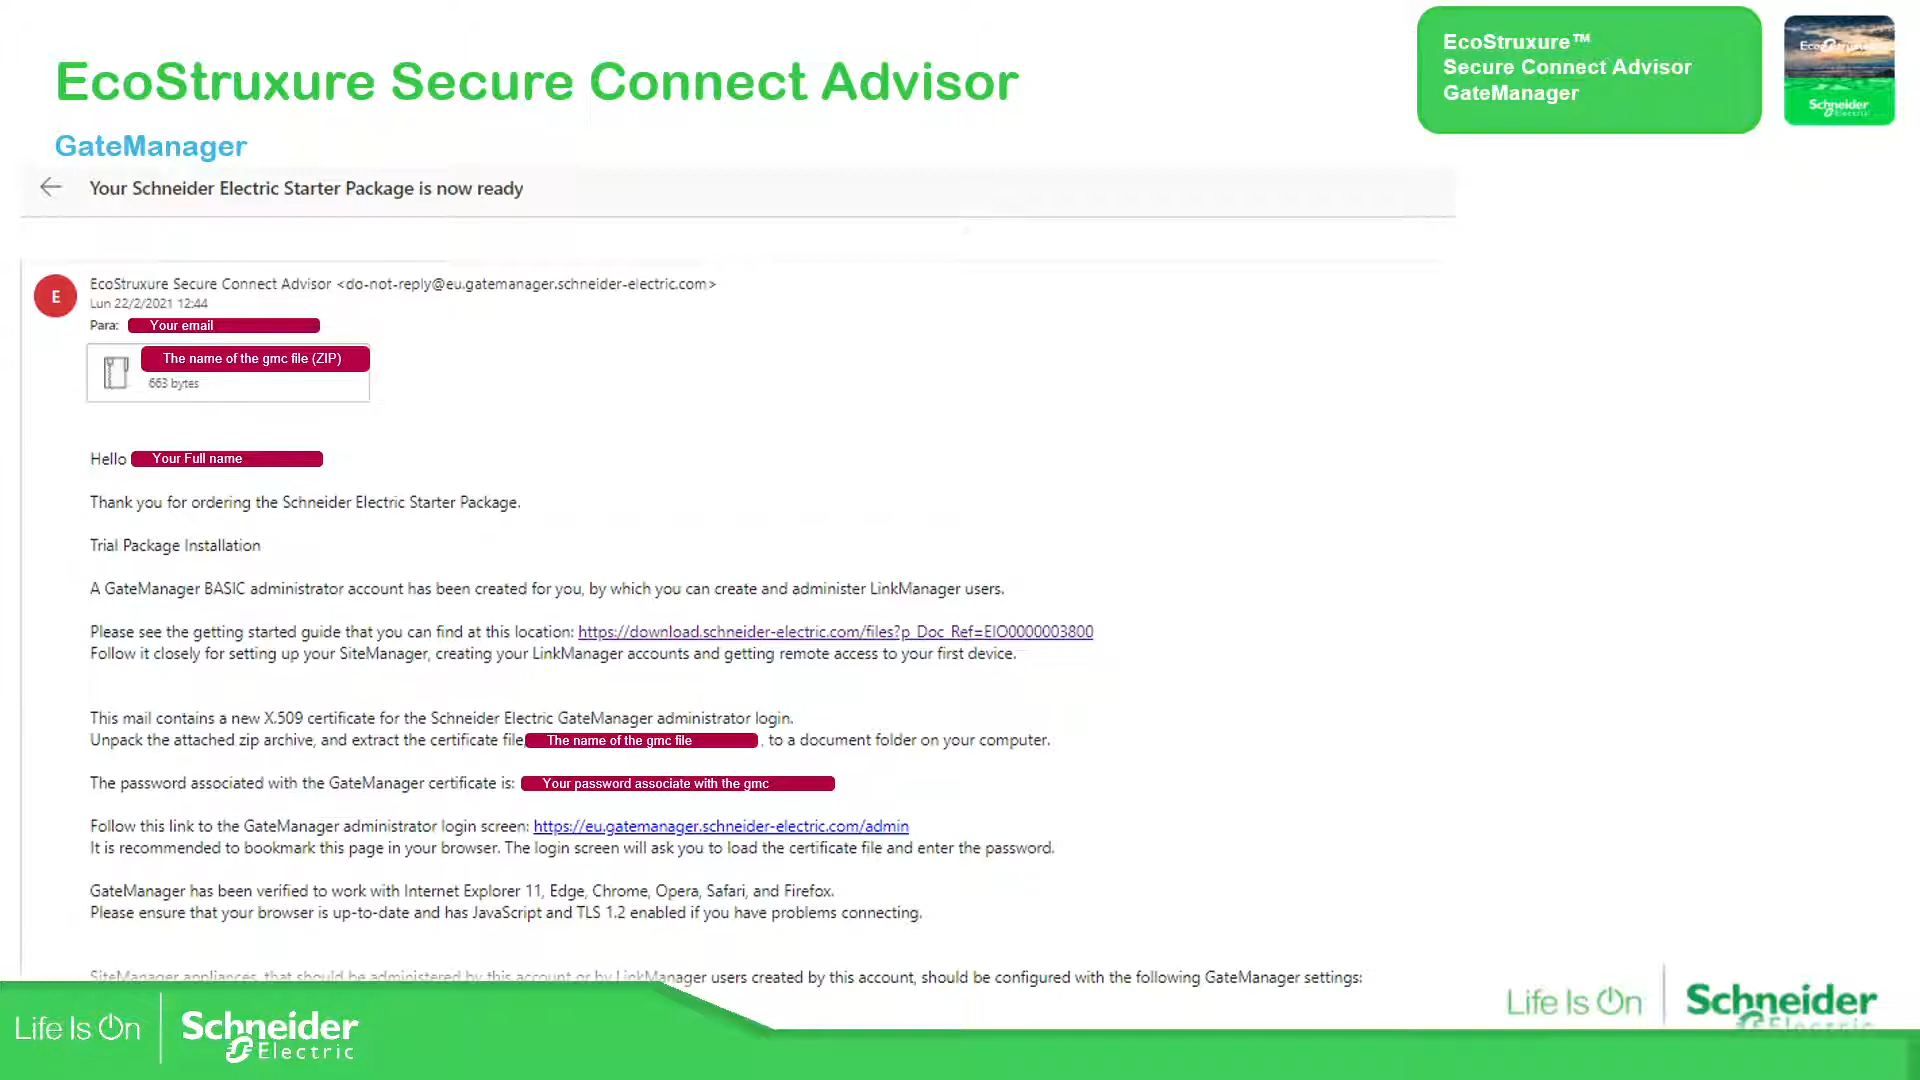 EcoStruxure Secure Connect Advisor
GateManager
EcoStruxure™
Secure Connect Advisor
GateManager
Schneider
Electric
Your Schneider Electric Starter Package is now ready
E
EcoStruxure Secure Connect Advisor <do-not-reply@eu.gatemanager.schneider-electric.com>
Lun 22/2/2021 12:44
Para: Your email
The name of the gmc file (ZIP)
663 bytes
Hello Your Full name
Thank you for ordering the Schneider Electric Starter Package.
Trial Package Installation
A GateManager BASIC administrator account has been created for you, by which you can create and administer LinkManager users.
Please see the getting started guide that you can find at this location: https://download.schneider-electric.com/files?p_Doc_Ref=EIO0000003800
Follow it closely for setting up your SiteManager, creating your LinkManager accounts and getting remote access to your first device.
This mail contains a new X.509 certificate for the Schneider Electric GateManager administrator login.
Unpack the attached zip archive, and extract the certificate file The name of the gmc file , to a document folder on your computer.
The password associated with the GateManager certificate is: Your password associate with the gmc
Follow this link to the GateManager administrator login screen: https://eu.gatemanager.schneider-electric.com/admin
It is recommended to bookmark this page in your browser. The login screen will ask you to load the certificate file and enter the password.
GateManager has been verified to work with Internet Explorer 11, Edge, Chrome, Opera, Safari, and Firefox.
Please ensure that your browser is up-to-date and has JavaScript and TLS 1.2 enabled if you have problems connecting.
SiteManager appliances, that should be administered by this account or by LinkManager users created by this account, should be configured with the following GateManager settings:
Life Is On
Schneider
Electric
Life Is On
Schneider
Electric